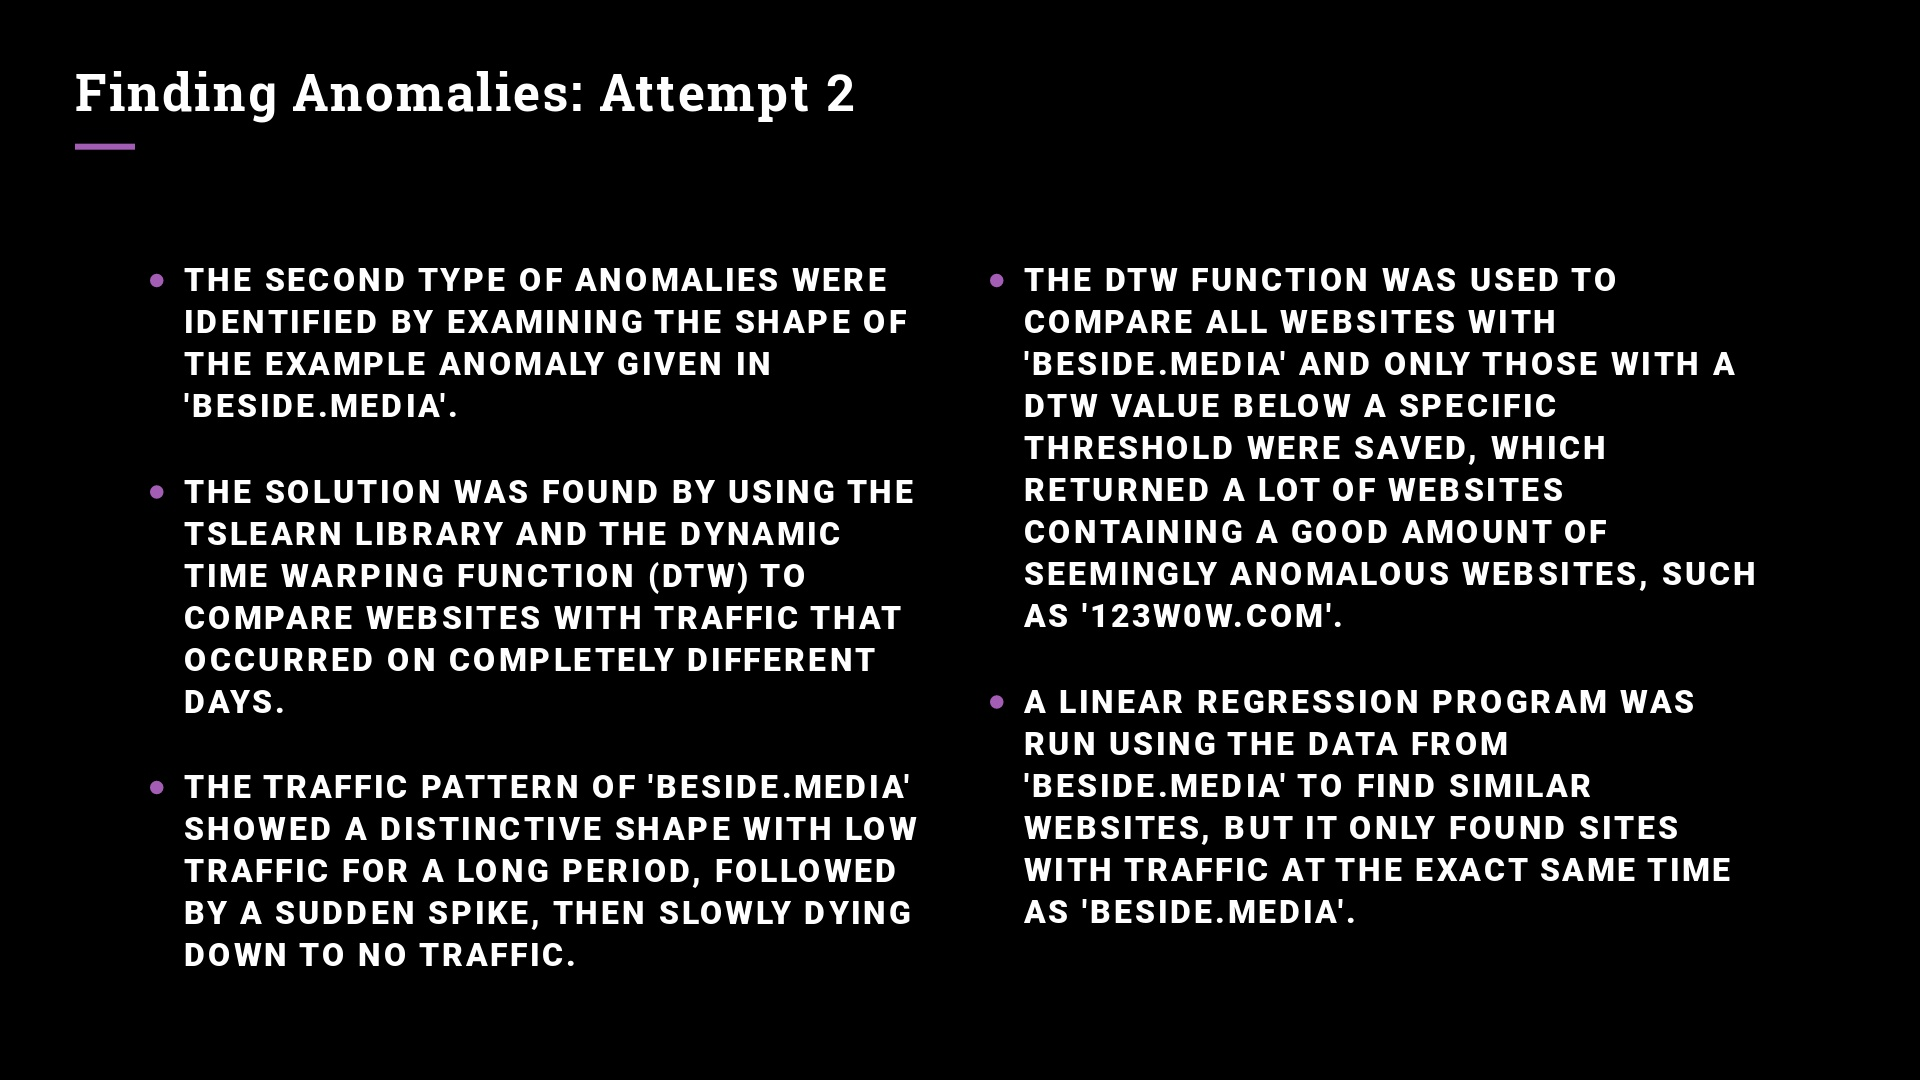 Finding Anomalies: Attempt 2
THE SECOND TYPE OF ANOMALIES WERE
IDENTIFIED BY EXAMINING THE SHAPE OF
THE EXAMPLE ANOMALY GIVEN IN
'BESIDE.MEDIA'.
THE SOLUTION WAS FOUND BY USING THE
TSLEARN LIBRARY AND THE DYNAMIC
TIME WARPING FUNCTION (DTW) TO
COMPARE WEBSITES WITH TRAFFIC THAT
OCCURRED ON COMPLETELY DIFFERENT
DAYS.
THE TRAFFIC PATTERN OF 'BESIDE.MEDIA'
SHOWED A DISTINCTIVE SHAPE WITH LOW
TRAFFIC FOR A LONG PERIOD, FOLLOWED
BY A SUDDEN SPIKE, THEN SLOWLY DYING
DOWN TO NO TRAFFIC.
THE DTW FUNCTION WAS USED TO
COMPARE ALL WEBSITES WITH
'BESIDE.MEDIA' AND ONLY THOSE WITH A
DTW VALUE BELOW A SPECIFIC
THRESHOLD WERE SAVED, WHICH
RETURNED A LOT OF WEBSITES
CONTAINING A GOOD AMOUNT OF
SEEMINGLY ANOMALOUS WEBSITES, SUCH
AS '123W0W.COM'.
A LINEAR REGRESSION PROGRAM WAS
RUN USING THE DATA FROM
'BESIDE.MEDIA' TO FIND SIMILAR
WEBSITES, BUT IT ONLY FOUND SITES
WITH TRAFFIC AT THE EXACT SAME TIME
AS 'BESIDE.MEDIA'.